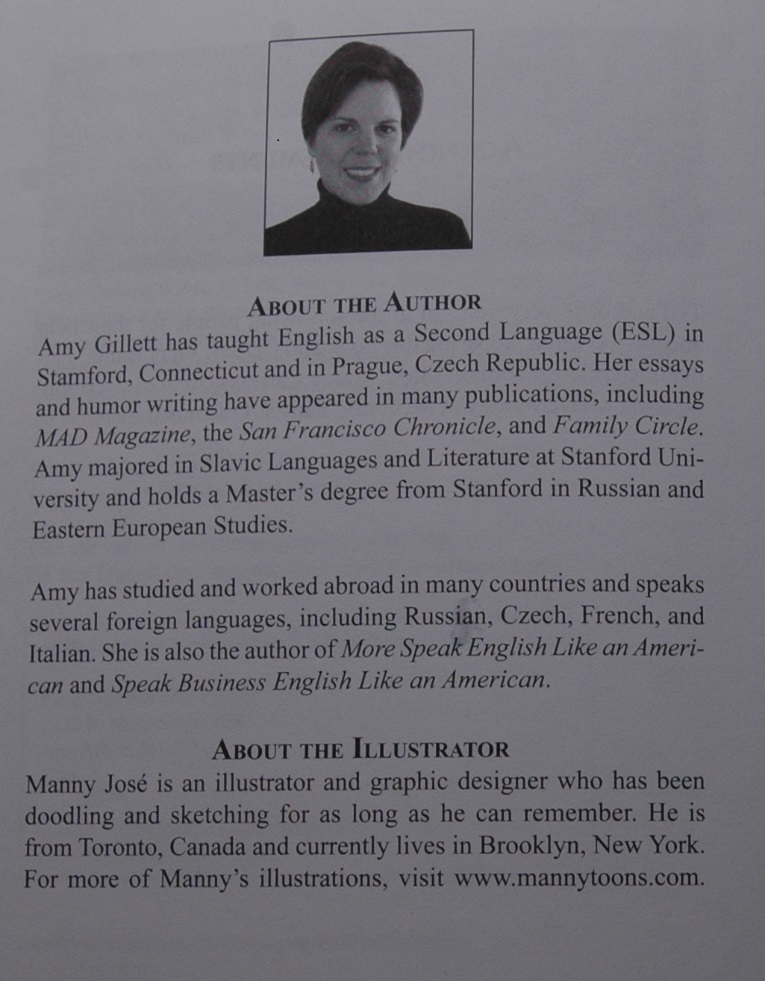 ABOUT THE AUTHOR
Amy Gillett has taught English as a Second Language (ESL) in
Stamford, Connecticut and in Prague, Czech Republic. Her essays
and humor writing have appeared in many publications, including
MAD Magazine, the San Francisco Chronicle, and Family Circle.
Amy majored in Slavic Languages and Literature at Stanford Uni-
versity and holds a Master's degree from Stanford in Russian and
Eastern European Studies.
Amy has studied and worked abroad in many countries and speaks
several foreign languages, including Russian, Czech, French, and
Italian. She is also the author of More Speak English Like an Ameri-
can and Speak Business English Like an American.
ABOUT THE ILLUSTRATOR
Manny José is an illustrator and graphic designer who has been
doodling and sketching for as long as he can remember. He is
from Toronto, Canada and currently lives in Brooklyn, New York.
For more of Manny's illustrations, visit www.mannytoons.com.